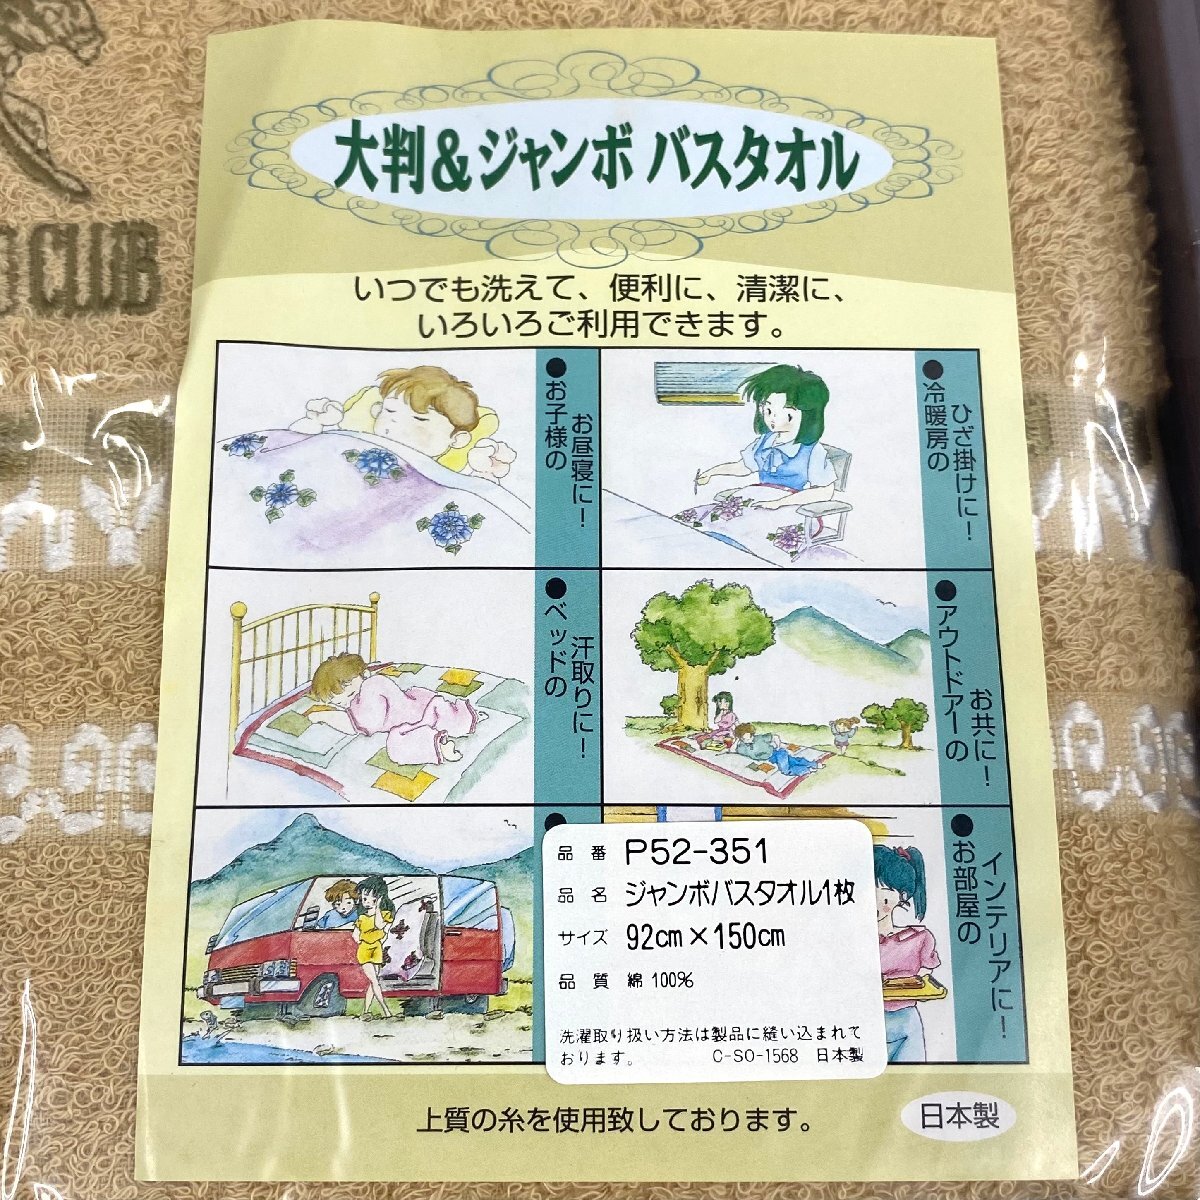 大判&ジャンボ バスタオル
いつでも洗えて、便利に、清潔に、
いろいろご利用できます。
●お子様の
お昼寝に!
●冷暖房の
ひざ掛けに!
●ベッドの
汗取りに!
●アウトドアーの
お共に!
●お部屋の
インテリアに!
品番 P52-351
品名 ジャンボバスタオル1枚
サイズ 92cm×150cm
品質 綿 100%
洗濯取り扱い方法は製品に縫い込まれて
おります。 C-SO-1568 日本製
上質の糸を使用致しております。
日本製
CLUB